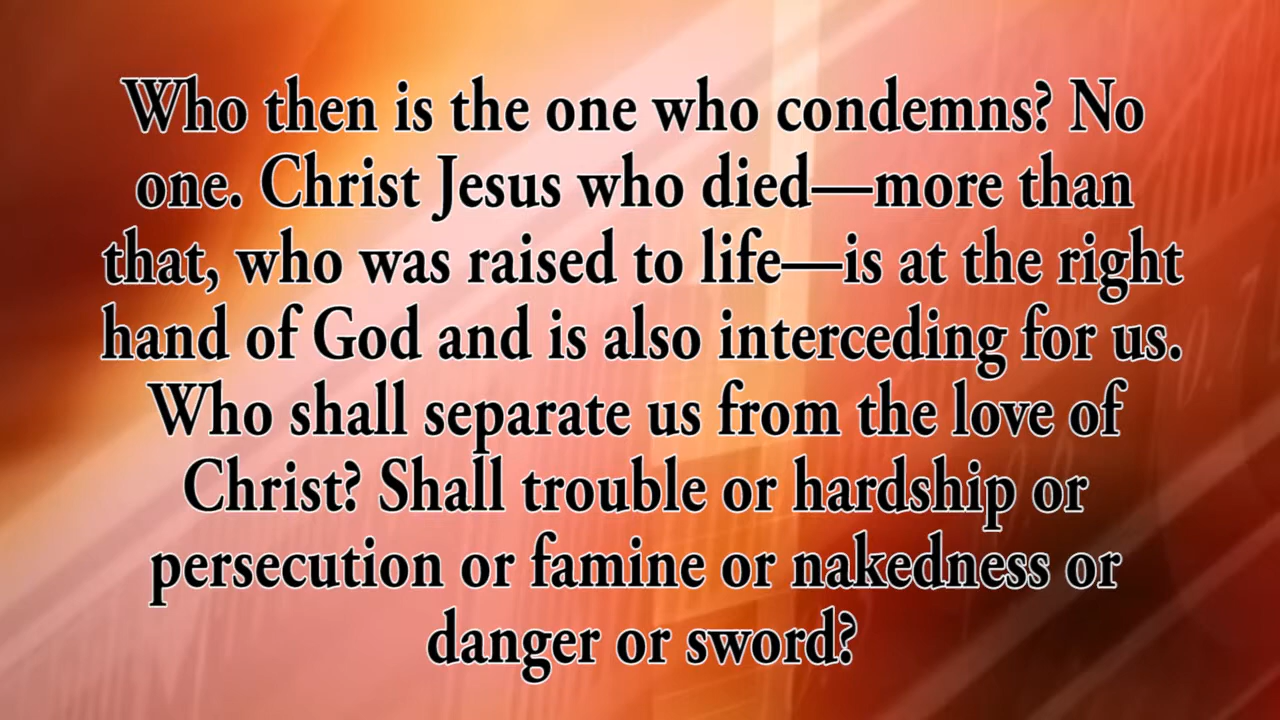 Who then is the one who condemns? No
one. Christ Jesus who died—more than
that, who was raised to life—is at the right
hand of God and is also interceding for us.
Who shall separate us from the love of
Christ? Shall trouble or hardship or
persecution or famine or nakedness or
danger or sword?